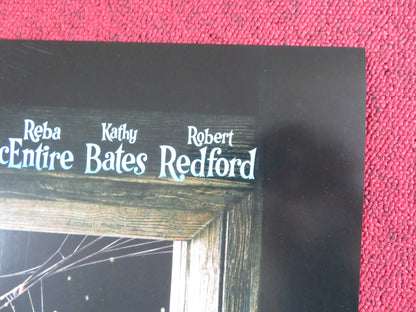 Reba Kathy Robert
cEntire Bates Redford